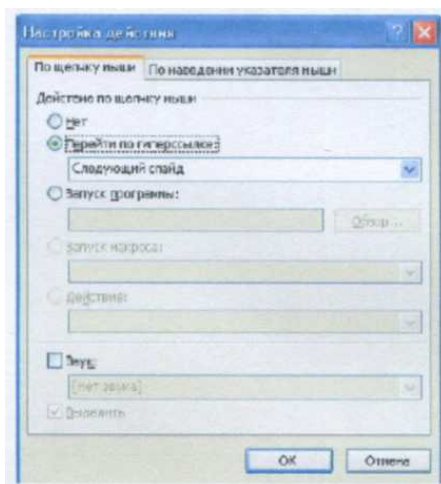 Настройка действия
По щелчку мыши
По наведении указателя мыши
Действие по щелчку мыши
Нет
Перейти по гиперссылке:
Следующий слайд
Запуск программы:
Обзор...
Запуск макроса:
Действие:
Звук:
[Нет звука]
Выделить
ОК
Отмена